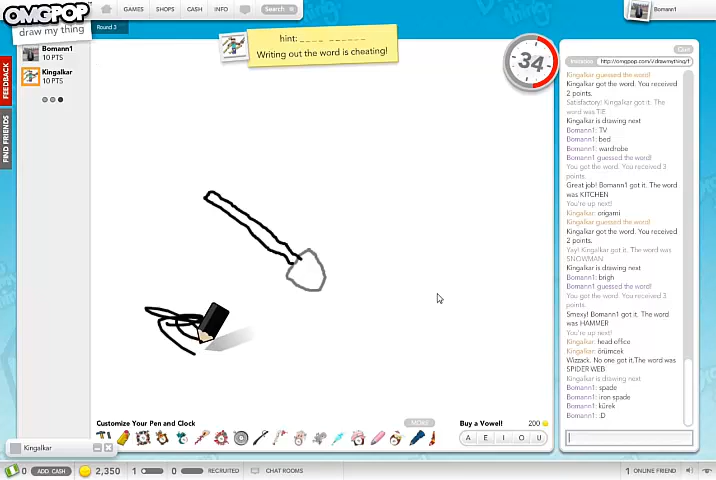 OMGPOP
draw my thing
GAMES
SHOPS
CASH
INFO
Search
Bomann1
Round 3
hint: ____ ______
Writing out the word is cheating!
34
FEEDBACK
FIND FRIENDS
Bomann1
10 PTS
Kingalkar
10 PTS
Quit
http://omgpop.com/r/drawmything/f
Kingalkar guessed the word!
Kingalkar got the word. You received
2 points.
Satisfactory! Kingalkar got it. The
word was TIE
Kingalkar is drawing next
Bomann1: TV
Bomann1: bed
Bomann1: wardrobe
Bomann1 guessed the word!
You got the word. You received 3
points.
Great job! Bomann1 got it. The word
was KITCHEN
You're up next!
Kingalkar: origami
Kingalkar guessed the word!
Kingalkar got the word. You received
2 points.
Yay! Kingalkar got it. The word was
SNOWMAN
Kingalkar is drawing next
Bomann1: brigh
Bomann1 guessed the word!
You got the word. You received 3
points.
Smexy! Bomann1 got it. The word
was HAMMER
You're up next!
Kingalkar: head office
Kingalkar: örümcek
Wizzack. No one got it.The word was
SPIDER WEB
Kingalkar is drawing next
Bomann1: spade
Bomann1: iron spade
Bomann1: kürek
Bomann1: :D
Customize Your Pen and Clock
MORE
Buy a Vowel!
200
A E I O U
Kingalkar
0
ADD CASH
2,350
1
0
RECRUITED
CHAT ROOMS
1 ONLINE FRIEND